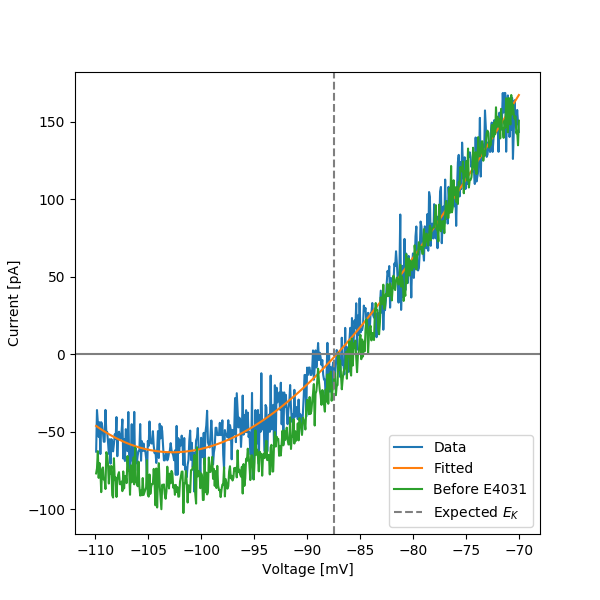 150
100
50
0
−50
−100
Current [pA]
Data
Fitted
Before E4031
Expected E_K
−110 −105 −100 −95 −90 −85 −80 −75 −70
Voltage [mV]